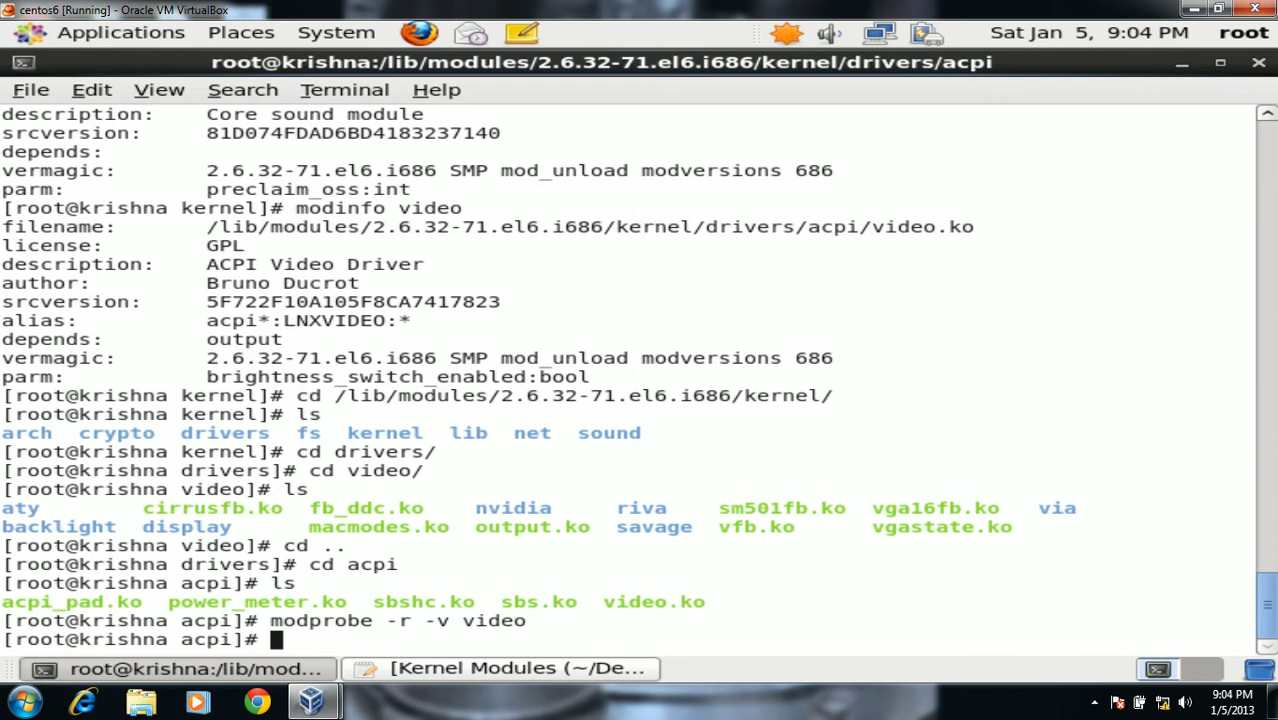 centos6 [Running] - Oracle VM VirtualBox
Applications Places System Sat Jan 5, 9:04 PM root
root@krishna:/lib/modules/2.6.32-71.el6.i686/kernel/drivers/acpi
File Edit View Search Terminal Help
description: Core sound module
srcversion: 81D074FDAD6BD4183237140
depends:
vermagic: 2.6.32-71.el6.i686 SMP mod_unload modversions 686
parm: preclaim_oss:int
[root@krishna kernel]# modinfo video
filename: /lib/modules/2.6.32-71.el6.i686/kernel/drivers/acpi/video.ko
license: GPL
description: ACPI Video Driver
author: Bruno Ducrot
srcversion: 5F722F10A105F8CA7417823
alias: acpi*:LNXVIDEO:*
depends: output
vermagic: 2.6.32-71.el6.i686 SMP mod_unload modversions 686
parm: brightness_switch_enabled:bool
[root@krishna kernel]# cd /lib/modules/2.6.32-71.el6.i686/kernel/
[root@krishna kernel]# ls
arch crypto drivers fs kernel lib net sound
[root@krishna kernel]# cd drivers/
[root@krishna drivers]# cd video/
[root@krishna video]# ls
aty cirrusfb.ko fb_ddc.ko nvidia riva sm501fb.ko vga16fb.ko via
backlight display macmodes.ko output.ko savage vfb.ko vgastate.ko
[root@krishna video]# cd ..
[root@krishna drivers]# cd acpi
[root@krishna acpi]# ls
acpi_pad.ko power_meter.ko sbshc.ko sbs.ko video.ko
[root@krishna acpi]# modprobe -r -v video
[root@krishna acpi]#
root@krishna:/lib/mod... [Kernel Modules (~/De...
9:04 PM
1/5/2013